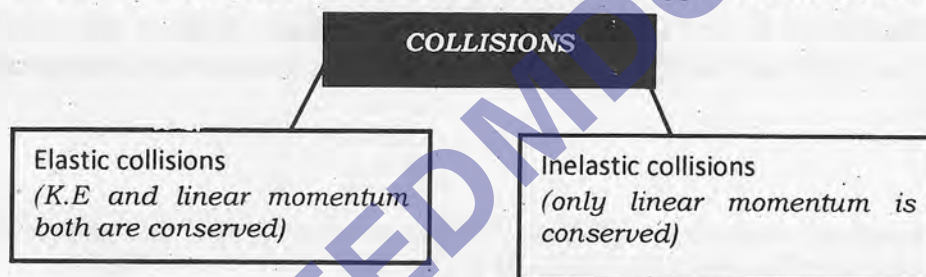 COLLISIONS
Elastic collisions
(K.E and linear momentum
both are conserved)
Inelastic collisions
(only linear momentum is
conserved)